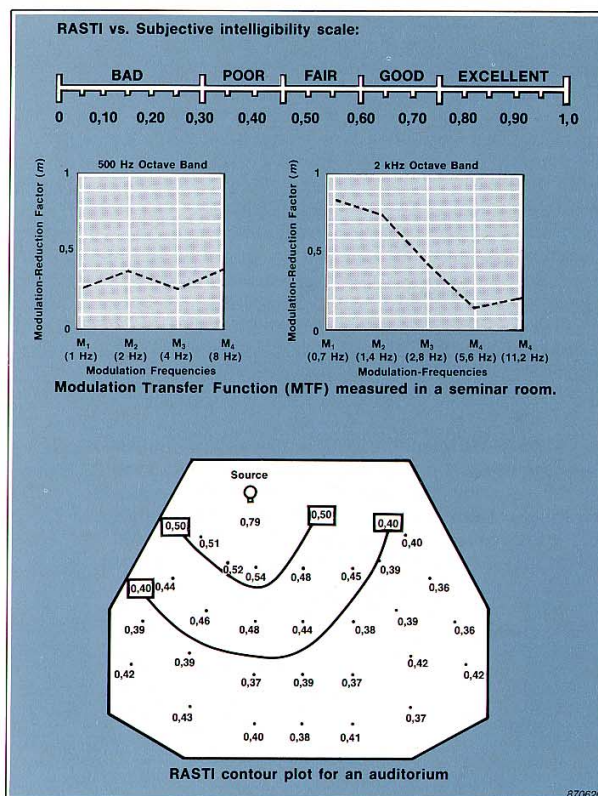 RASTI vs. Subjective intelligibility scale:
BAD POOR FAIR GOOD EXCELLENT
0 0,10 0,20 0,30 0,40 0,50 0,60 0,70 0,80 0,90 1,0
500 Hz Octave Band
Modulation-Reduction Factor (m)
1
0,5
0
M1 M2 M3 M4
(1 Hz) (2 Hz) (4 Hz) (8 Hz)
Modulation Frequencies
2 kHz Octave Band
Modulation-Reduction Factor (m)
1
0,5
0
M1 M2 M3 M4 M4
(0,7 Hz) (1,4 Hz) (2,8 Hz) (5,6 Hz) (11,2 Hz)
Modulation-Frequencies
Modulation Transfer Function (MTF) measured in a seminar room.
Source
0,79
0,50 0,50 0,40
0,51 0,40
0,52 0,54 0,48 0,45 0,39
0,40 0,44 0,36
0,46 0,39
0,39 0,48 0,44 0,38 0,36
0,39 0,42
0,42 0,37 0,39 0,37 0,42
0,43 0,37
0,40 0,38 0,41
RASTI contour plot for an auditorium